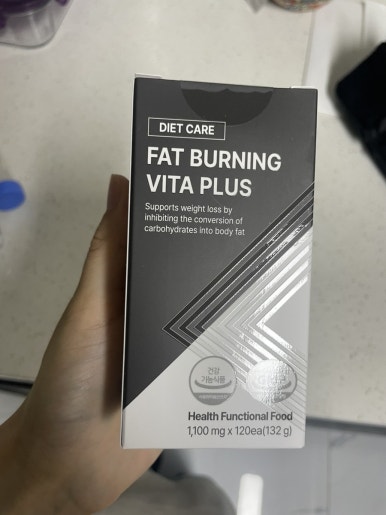 DIET CARE
FAT BURNING
VITA PLUS
Supports weight loss by
inhibiting the conversion of
carbohydrates into body fat
건강
기능식품
Health Functional Food
1,100 mg x 120ea(132 g)